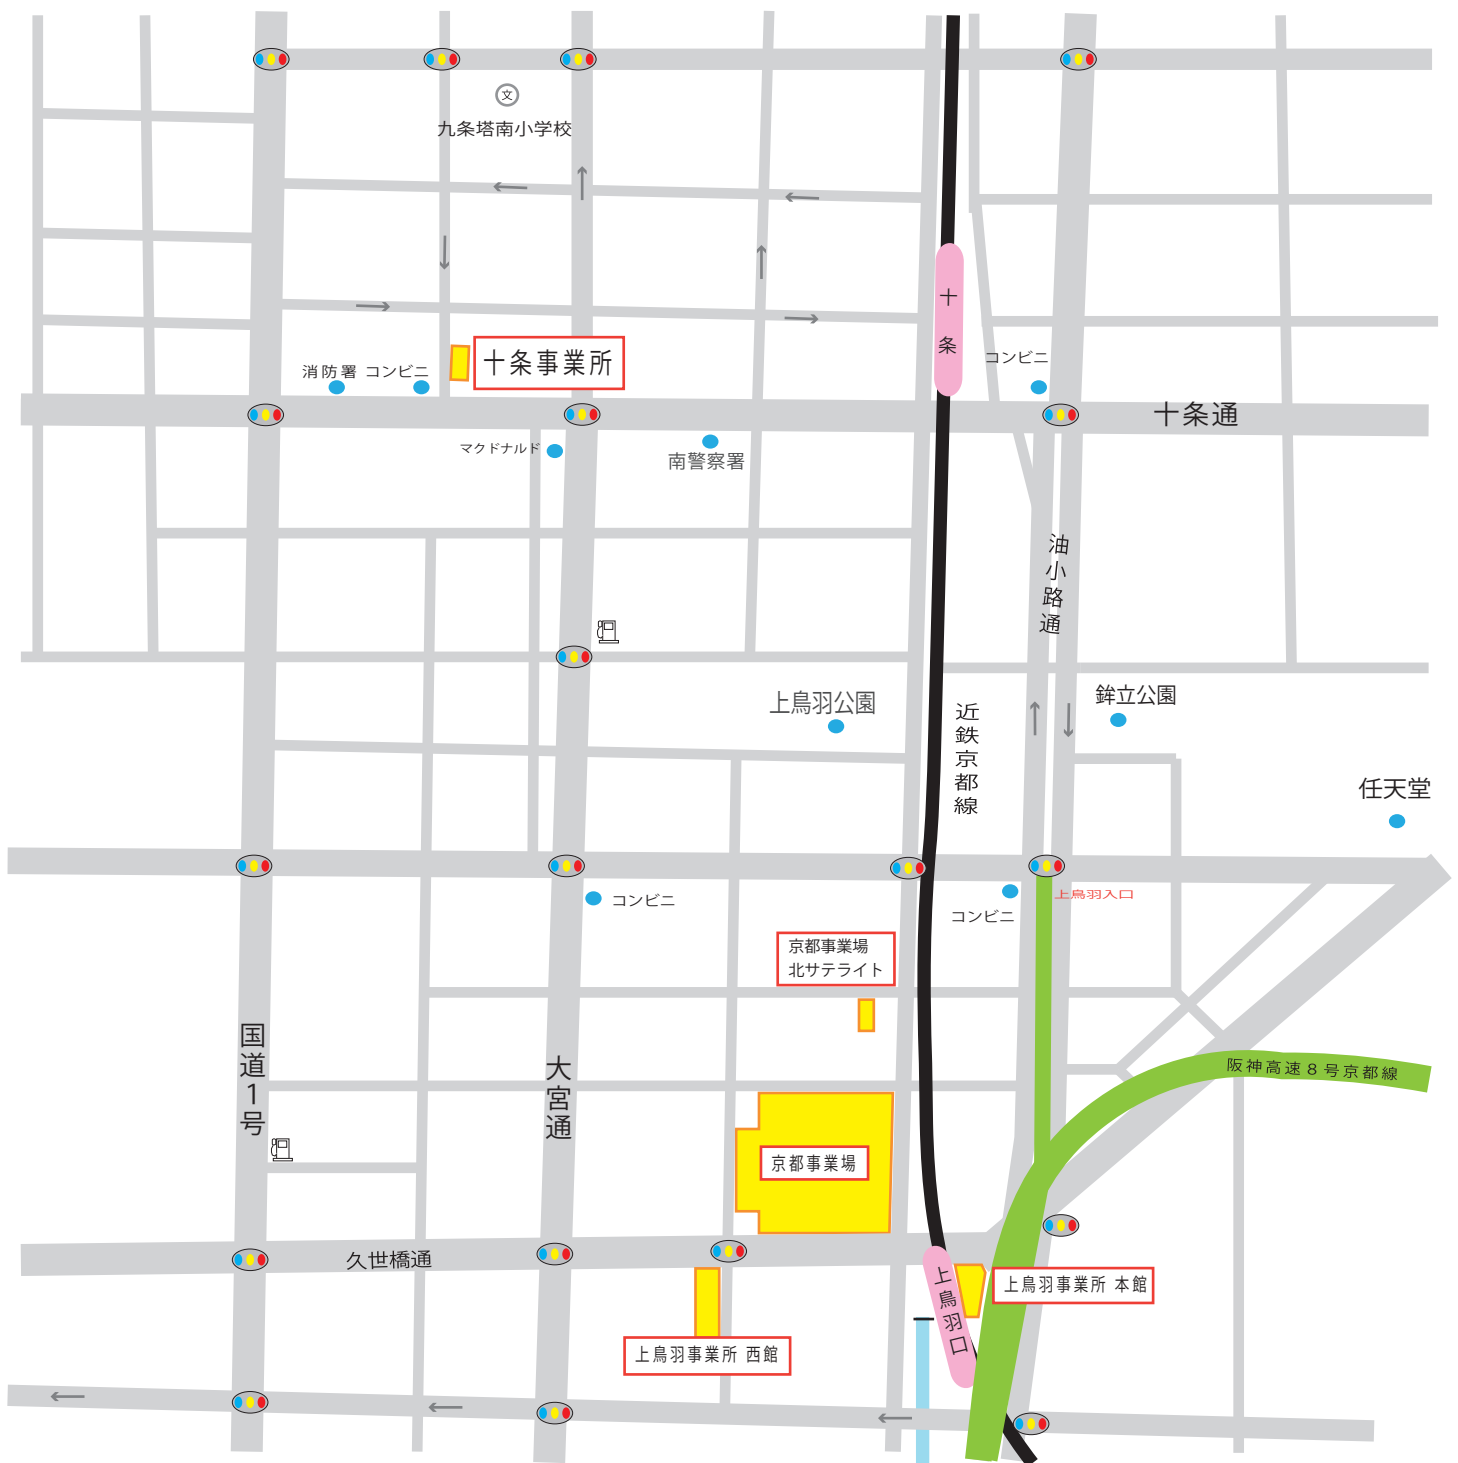 文
九条塔南小学校
十条
十条事業所
消防署
コンビニ
コンビニ
十条通
マクドナルド
南警察署
油小路通
上鳥羽公園
近鉄京都線
鉾立公園
任天堂
コンビニ
コンビニ
上鳥羽入口
京都事業場
北サテライト
国道1号
大宮通
阪神高速8号京都線
京都事業場
久世橋通
上鳥羽口
上鳥羽事業所 本館
上鳥羽事業所 西館